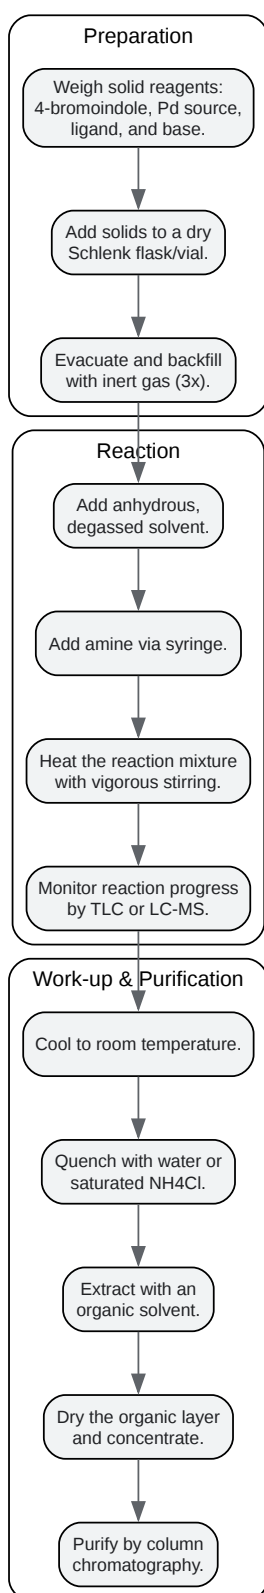 Preparation
Weigh solid reagents:
4-bromoindole, Pd source,
ligand, and base.
Add solids to a dry
Schlenk flask/vial.
Evacuate and backfill
with inert gas (3x).
Reaction
Add anhydrous,
degassed solvent.
Add amine via syringe.
Heat the reaction mixture
with vigorous stirring.
Monitor reaction progress
by TLC or LC-MS.
Work-up & Purification
Cool to room temperature.
Quench with water or
saturated NH4Cl.
Extract with an
organic solvent.
Dry the organic layer
and concentrate.
Purify by column
chromatography.